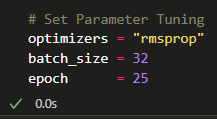 # Set Parameter Tuning
optimizers = "rmsprop"
batch_size = 32
epoch      = 25
✓ 0.0s